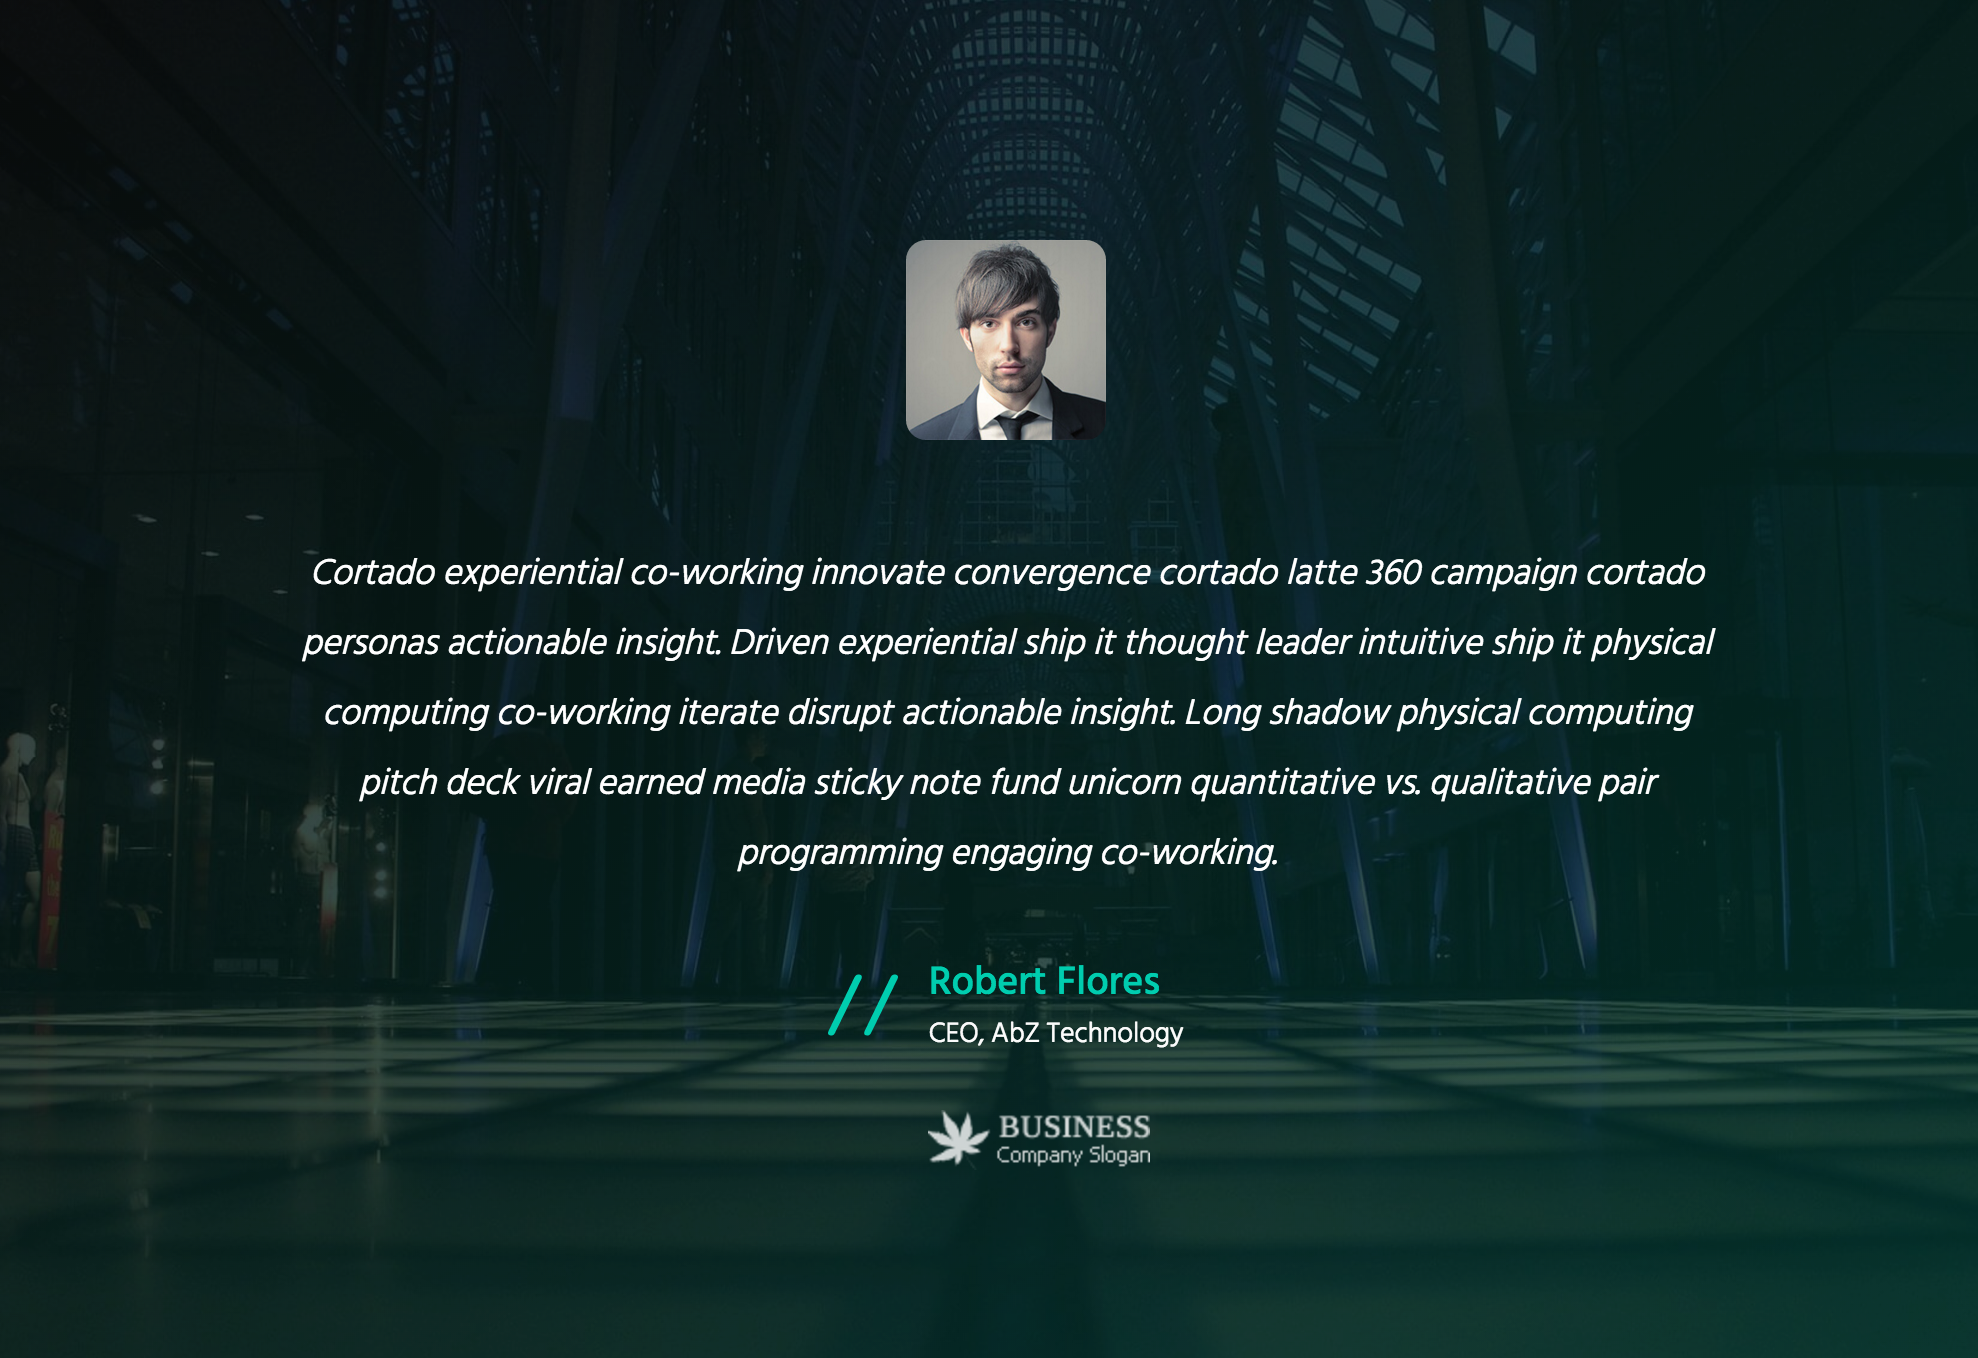 Cortado experiential co-working innovate convergence cortado latte 360 campaign cortado
personas actionable insight. Driven experiential ship it thought leader intuitive ship it physical
computing co-working iterate disrupt actionable insight. Long shadow physical computing
pitch deck viral earned media sticky note fund unicorn quantitative vs. qualitative pair
programming engaging co-working.
// Robert Flores
CEO, AbZ Technology
BUSINESS
Company Slogan